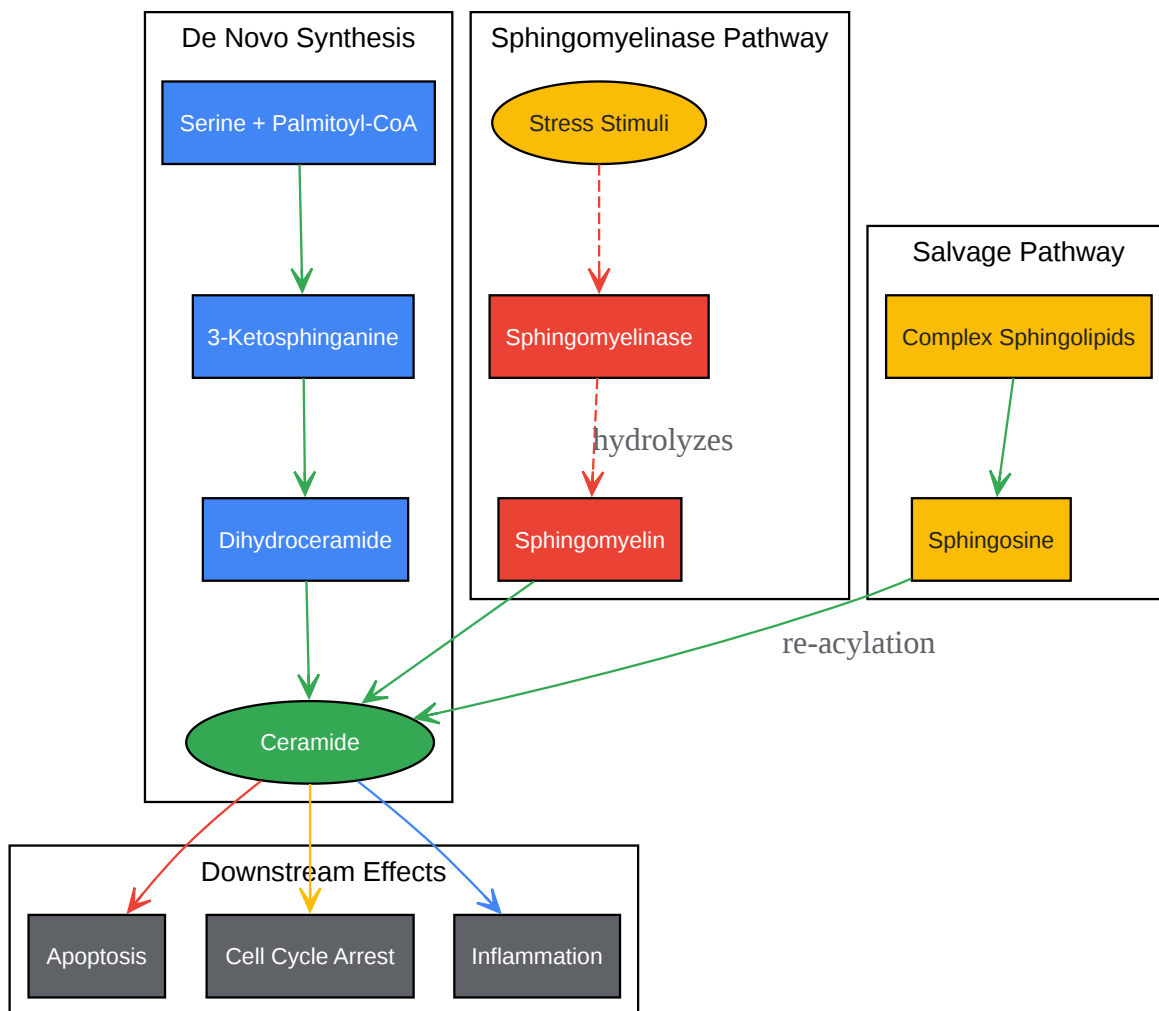 De Novo Synthesis
Serine + Palmitoyl-CoA
3-Ketosphinganine
Dihydroceramide
Ceramide
Sphingomyelinase Pathway
Stress Stimuli
Sphingomyelinase
hydrolyzes
Sphingomyelin
Salvage Pathway
Complex Sphingolipids
Sphingosine
re-acylation
Downstream Effects
Apoptosis
Cell Cycle Arrest
Inflammation